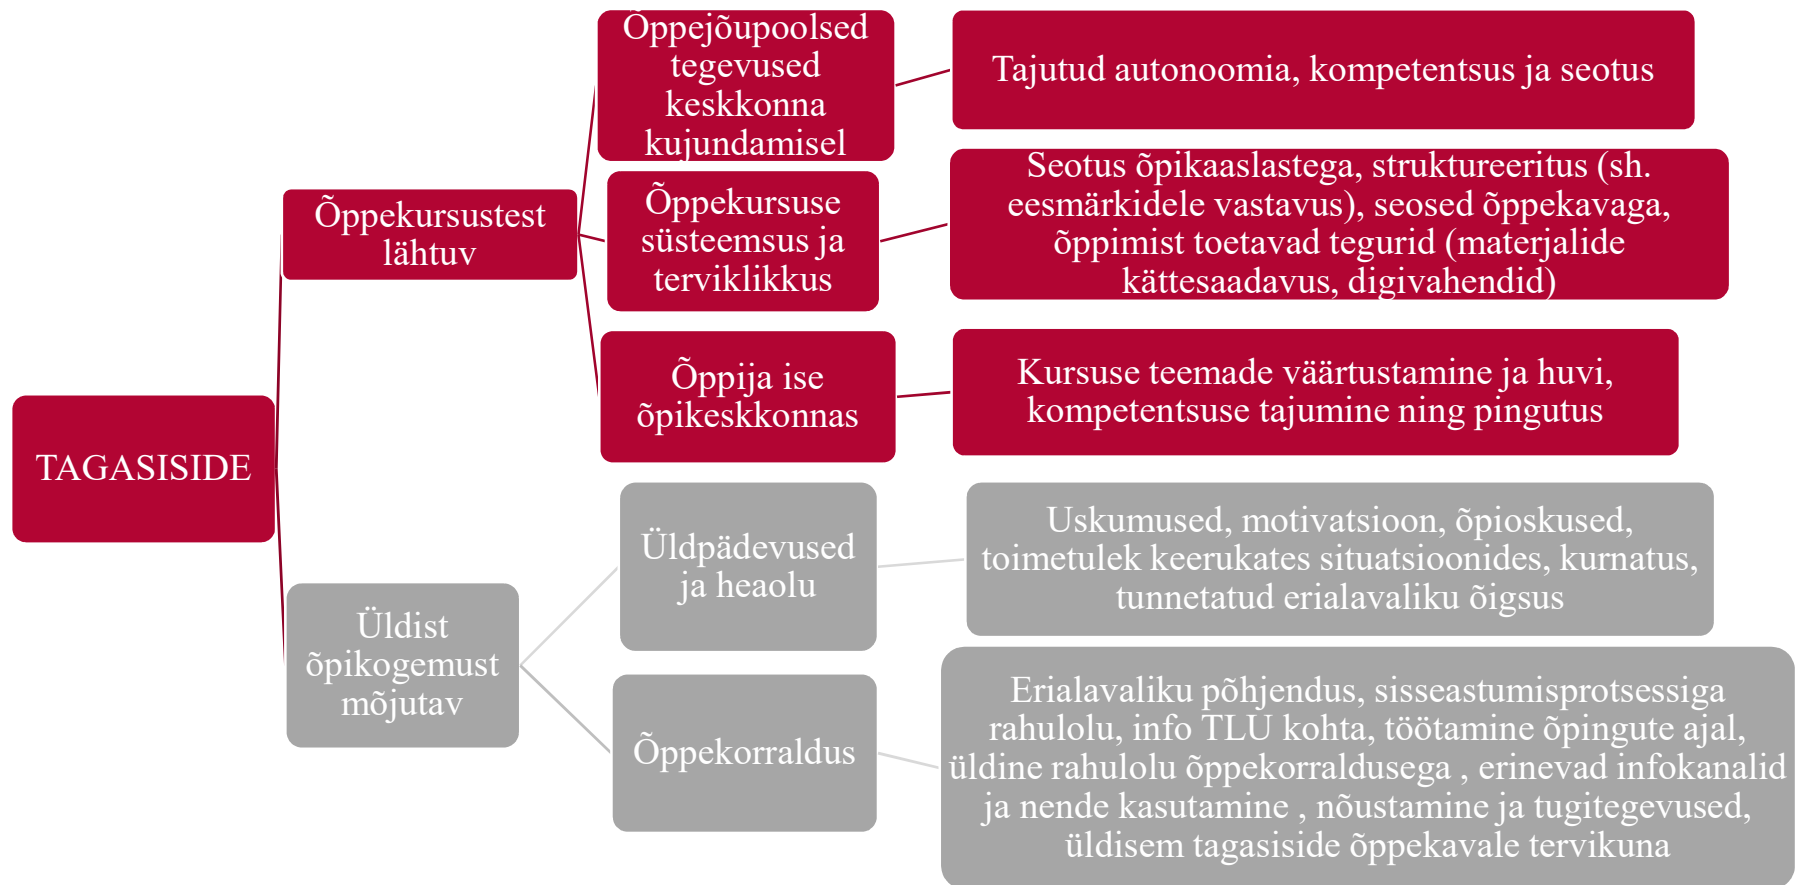 TAGASISIDE
Õppekursustest
lähtuv
Õppejõupoolsed
tegevused
keskkonna
kujundamisel
Tajutud autonoomia, kompetentsus ja seotus
Õppekursuse
süsteemsus ja
terviklikkus
Seotus õpikaaslastega, struktureeritus (sh.
eesmärkidele vastavus), seosed õppekavaga,
õppimist toetavad tegurid (materjalide
kättesaadavus, digivahendid)
Õppija ise
õpikeskkonnas
Kursuse teemade väärtustamine ja huvi,
kompetentsuse tajumine ning pingutus
Üldist
õpikogemust
mõjutav
Üldpädevused
ja heaolu
Uskumused, motivatsioon, õpioskused,
toimetulek keerukates situatsioonides, kurnatus,
tunnetatud erialavaliku õigsus
Õppekorraldus
Erialavaliku põhjendus, sisseastumisprotsessiga
rahulolu, info TLU kohta, töötamine õpingute ajal,
üldine rahulolu õppekorraldusega , erinevad infokanalid
ja nende kasutamine , nõustamine ja tugitegevused,
üldisem tagasiside õppekavale tervikuna